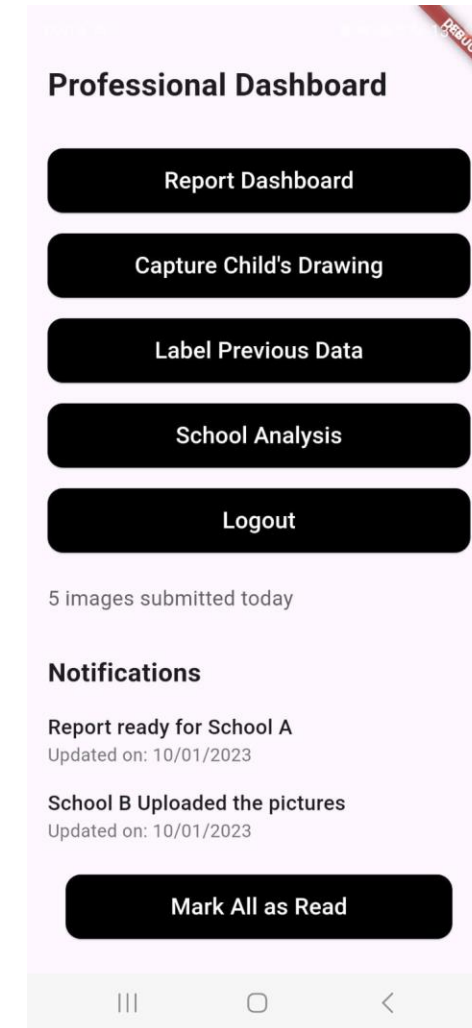 Professional Dashboard
Report Dashboard
Capture Child's Drawing
Label Previous Data
School Analysis
Logout
5 images submitted today
Notifications
Report ready for School A
Updated on: 10/01/2023
School B Uploaded the pictures
Updated on: 10/01/2023
Mark All as Read